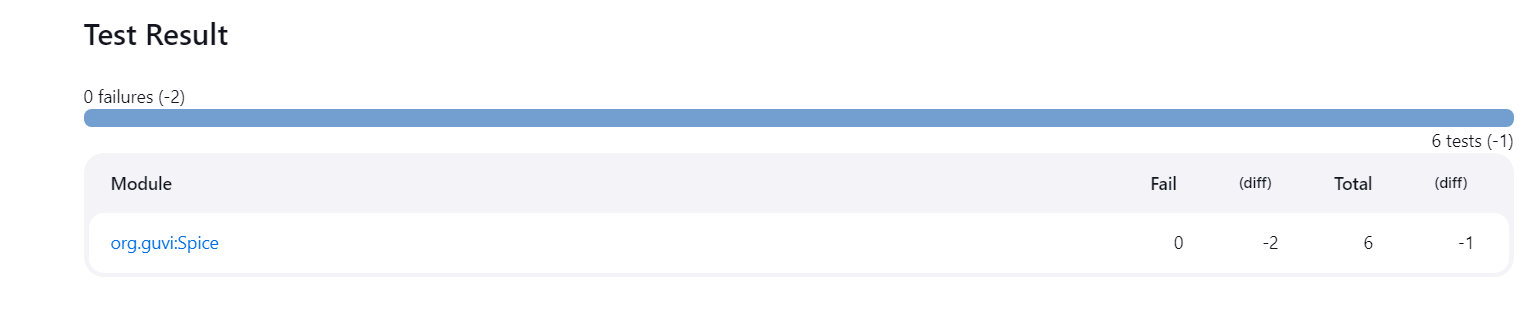 Test Result
0 failures (-2)
6 tests (-1)
Module Fail (diff) Total (diff)
org.guvi:Spice 0 -2 6 -1